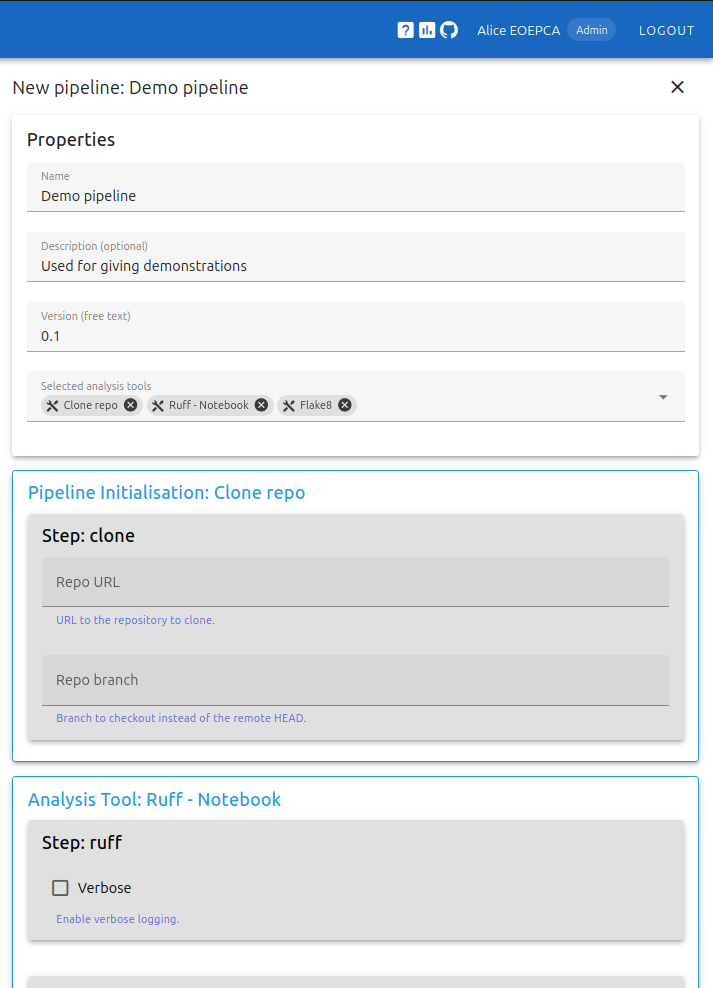 Alice EOEPCA Admin LOGOUT
New pipeline: Demo pipeline
Properties
Name
Demo pipeline
Description (optional)
Used for giving demonstrations
Version (free text)
0.1
Selected analysis tools
Clone repo Ruff - Notebook Flake8
Pipeline Initialisation: Clone repo
Step: clone
Repo URL
URL to the repository to clone.
Repo branch
Branch to checkout instead of the remote HEAD.
Analysis Tool: Ruff - Notebook
Step: ruff
Verbose
Enable verbose logging.